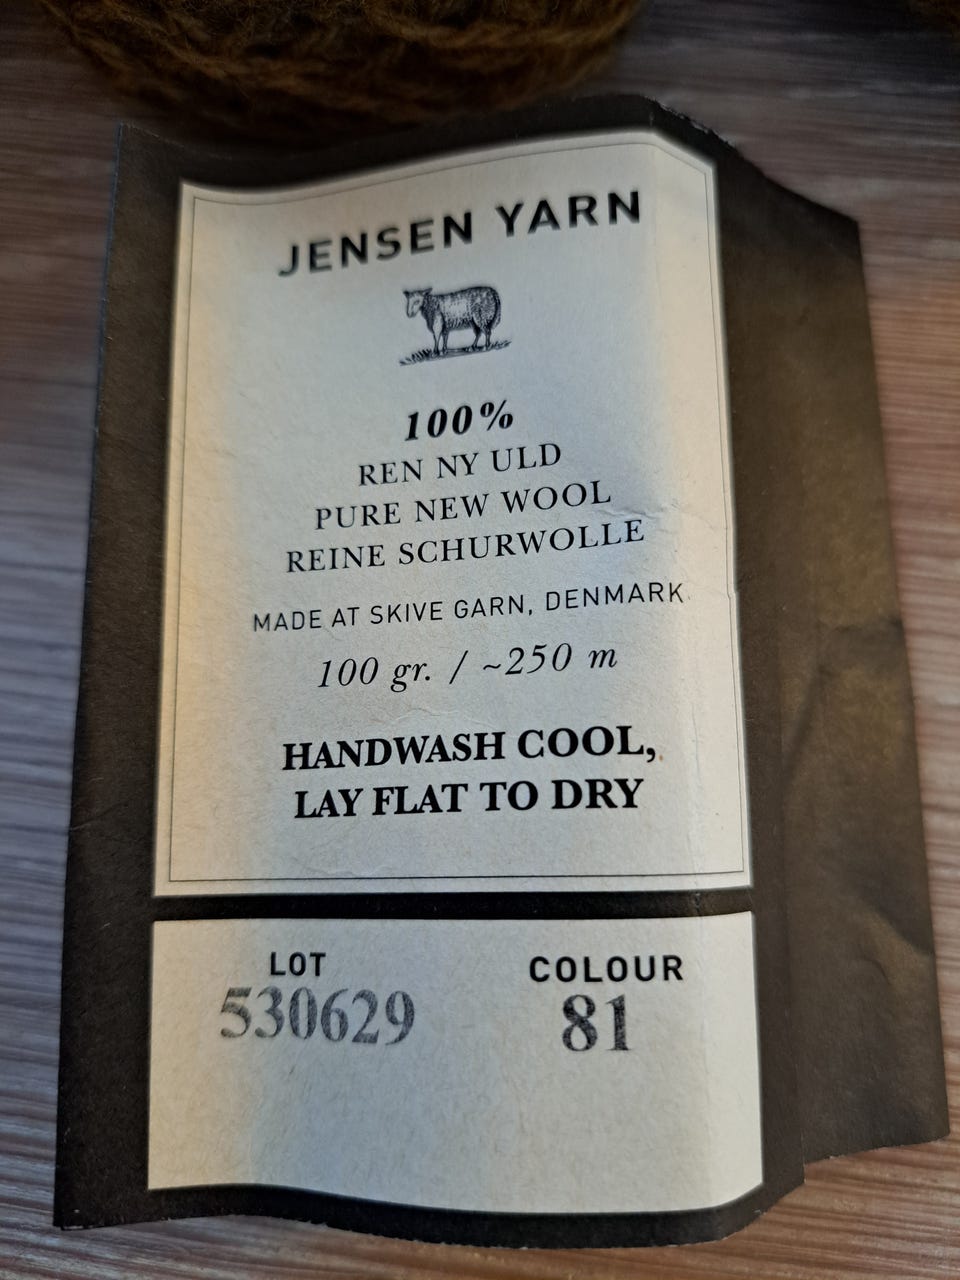 JENSEN YARN
100%
REN NY ULD
PURE NEW WOOL
REINE SCHURWOLLE
MADE AT SKIVE GARN, DENMARK
100 gr. / ~250 m
HANDWASH COOL,
LAY FLAT TO DRY
LOT COLOUR
530629 81